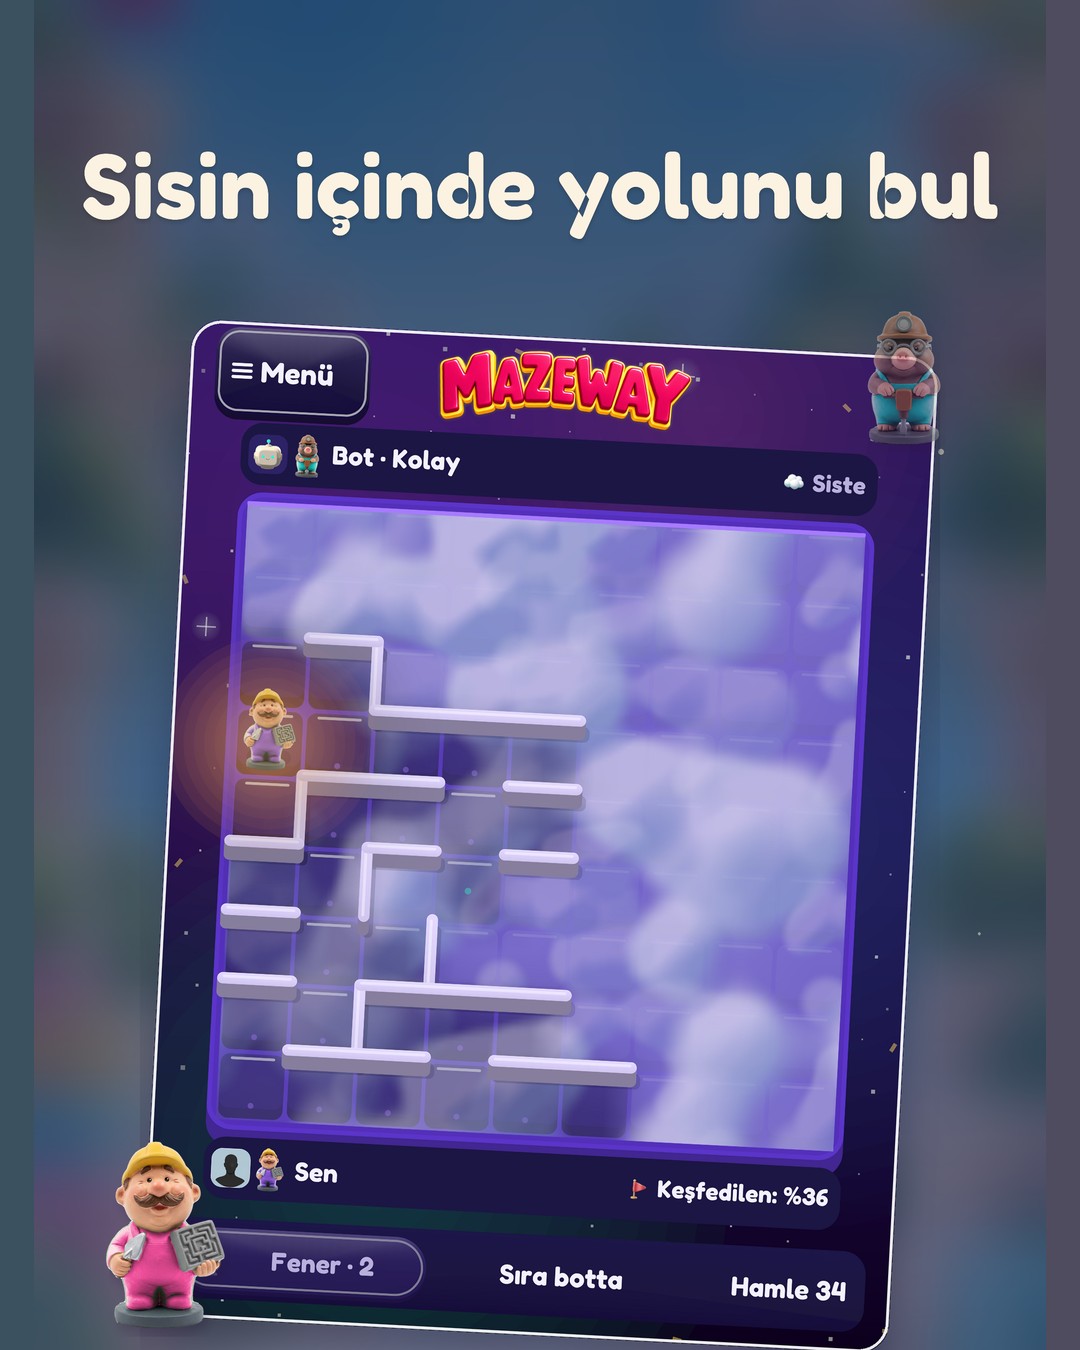 Sisin içinde yolunu bul
Menü
MAZEWAY
Bot · Kolay
Siste
Sen
Keşfedilen: %36
Fener · 2
Sıra botta
Hamle 34